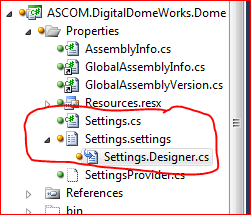 ASCOM.DigitalDomeWorks.Dome
Properties
AssemblyInfo.cs
GlobalAssemblyInfo.cs
GlobalAssemblyVersion.cs
Resources.resx
Settings.cs
Settings.settings
Settings.Designer.cs
SettingsProvider.cs
References
bin